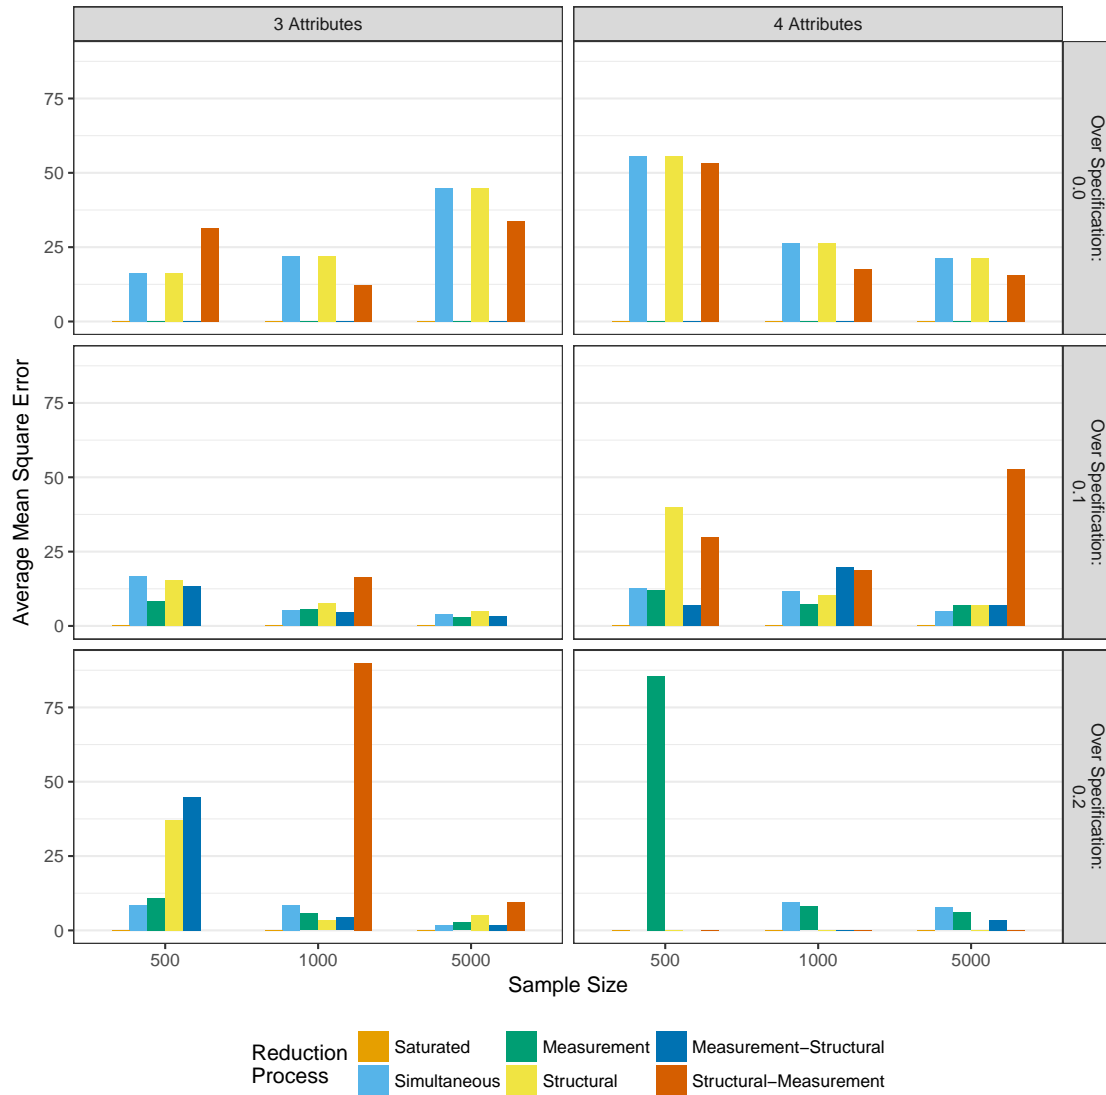 3 Attributes
4 Attributes
75
50
25
0
Over Specification:
0.0
75
50
25
0
Over Specification:
0.1
75
50
25
0
Over Specification:
0.2
Average Mean Square Error
500
1000
5000
500
1000
5000
Sample Size
Reduction
Process
Saturated
Simultaneous
Measurement
Structural
Measurement−Structural
Structural−Measurement